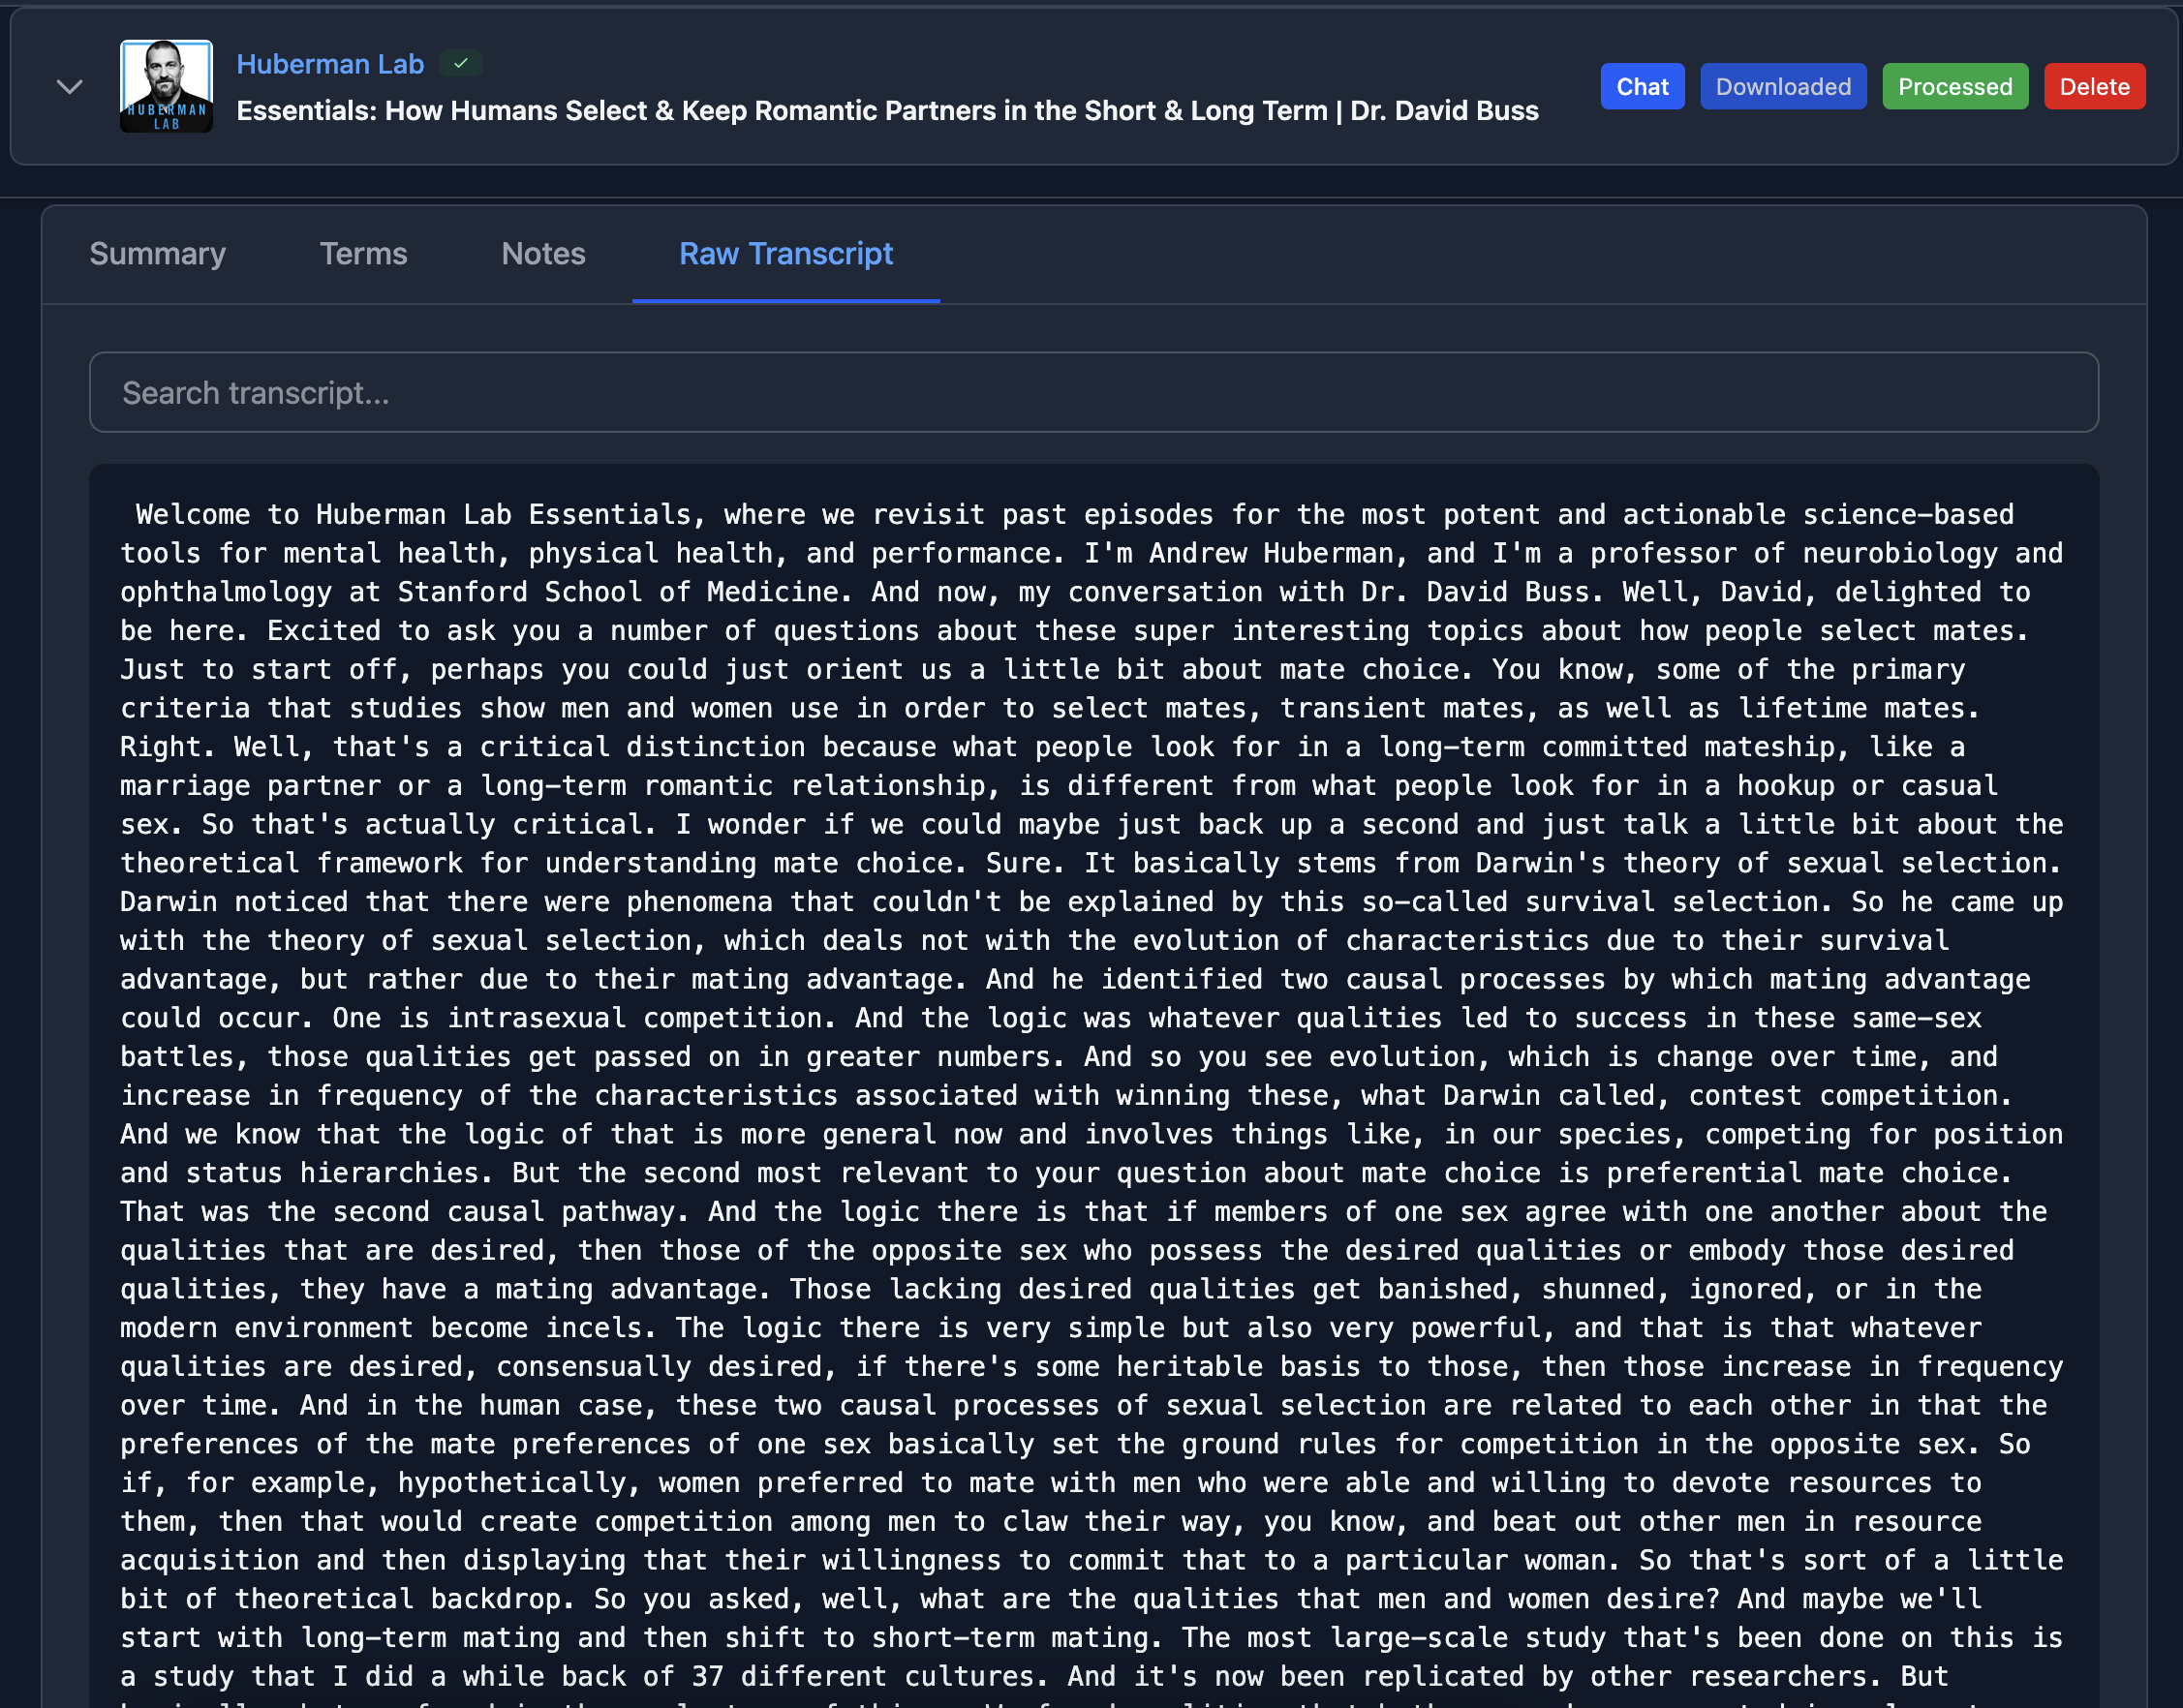 HUBERMAN
LAB
Huberman Lab
Essentials: How Humans Select & Keep Romantic Partners in the Short & Long Term | Dr. David Buss
Chat
Downloaded
Processed
Delete
Summary
Terms
Notes
Raw Transcript
Search transcript...
Welcome to Huberman Lab Essentials, where we revisit past episodes for the most potent and actionable science-based
tools for mental health, physical health, and performance. I'm Andrew Huberman, and I'm a professor of neurobiology and
ophthalmology at Stanford School of Medicine. And now, my conversation with Dr. David Buss. Well, David, delighted to
be here. Excited to ask you a number of questions about these super interesting topics about how people select mates.
Just to start off, perhaps you could just orient us a little bit about mate choice. You know, some of the primary
criteria that studies show men and women use in order to select mates, transient mates, as well as lifetime mates.
Right. Well, that's a critical distinction because what people look for in a long-term committed mateship, like a
marriage partner or a long-term romantic relationship, is different from what people look for in a hookup or casual
sex. So that's actually critical. I wonder if we could maybe just back up a second and just talk a little bit about the
theoretical framework for understanding mate choice. Sure. It basically stems from Darwin's theory of sexual selection.
Darwin noticed that there were phenomena that couldn't be explained by this so-called survival selection. So he came up
with the theory of sexual selection, which deals not with the evolution of characteristics due to their survival
advantage, but rather due to their mating advantage. And he identified two causal processes by which mating advantage
could occur. One is intrasexual competition. And the logic was whatever qualities led to success in these same-sex
battles, those qualities get passed on in greater numbers. And so you see evolution, which is change over time, and
increase in frequency of the characteristics associated with winning these, what Darwin called, contest competition.
And we know that the logic of that is more general now and involves things like, in our species, competing for position
and status hierarchies. But the second most relevant to your question about mate choice is preferential mate choice.
That was the second causal pathway. And the logic there is that if members of one sex agree with one another about the
qualities that are desired, then those of the opposite sex who possess the desired qualities or embody those desired
qualities, they have a mating advantage. Those lacking desired qualities get banished, shunned, ignored, or in the
modern environment become incels. The logic there is very simple but also very powerful, and that is that whatever
qualities are desired, consensually desired, if there's some heritable basis to those, then those increase in frequency
over time. And in the human case, these two causal processes of sexual selection are related to each other in that the
preferences of the mate preferences of one sex basically set the ground rules for competition in the opposite sex. So
if, for example, hypothetically, women preferred to mate with men who were able and willing to devote resources to
them, then that would create competition among men to claw their way, you know, and beat out other men in resource
acquisition and then displaying that their willingness to commit that to a particular woman. So that's sort of a little
bit of theoretical backdrop. So you asked, well, what are the qualities that men and women desire? And maybe we'll
start with long-term mating and then shift to short-term mating. The most large-scale study that's been done on this is
a study that I did a while back of 37 different cultures. And it's now been replicated by other researchers. But